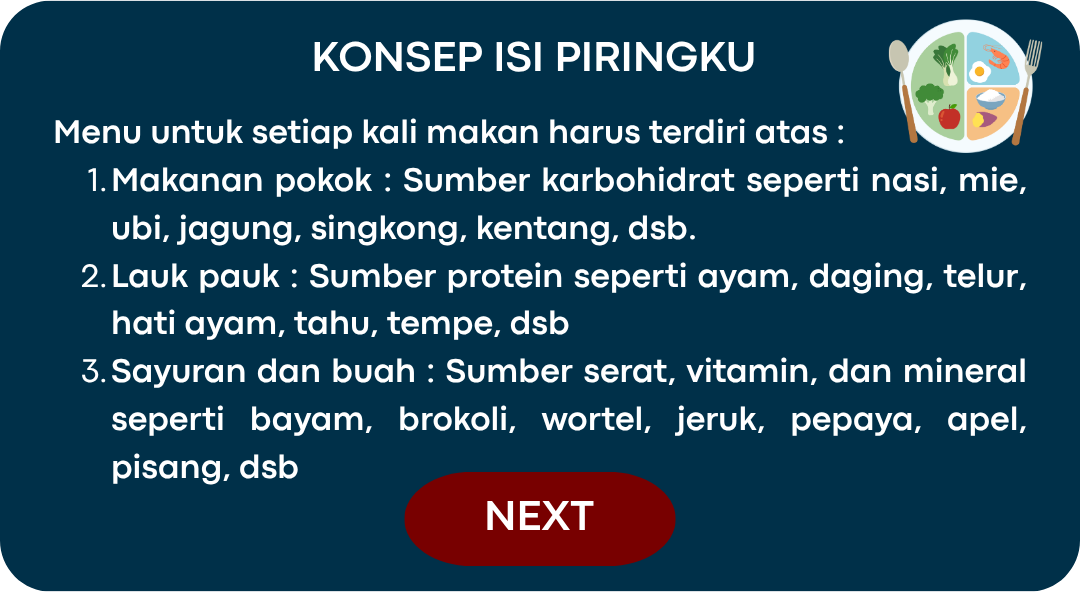 KONSEP ISI PIRINGKU
Menu untuk setiap kali makan harus terdiri atas :
1. Makanan pokok : Sumber karbohidrat seperti nasi, mie,
ubi, jagung, singkong, kentang, dsb.
2. Lauk pauk : Sumber protein seperti ayam, daging, telur,
hati ayam, tahu, tempe, dsb
3. Sayuran dan buah : Sumber serat, vitamin, dan mineral
seperti bayam, brokoli, wortel, jeruk, pepaya, apel,
pisang, dsb
NEXT